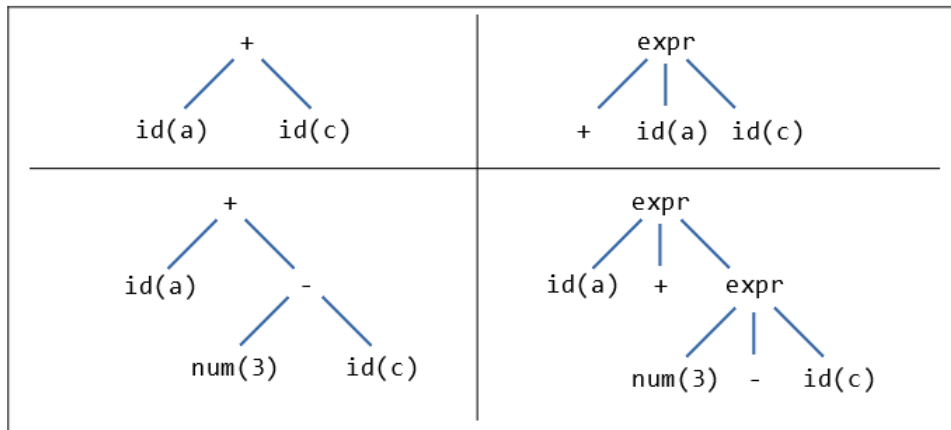 +
id(a) id(c)
expr
+ id(a) id(c)
+
id(a) -
num(3) id(c)
expr
id(a) + expr
num(3) - id(c)